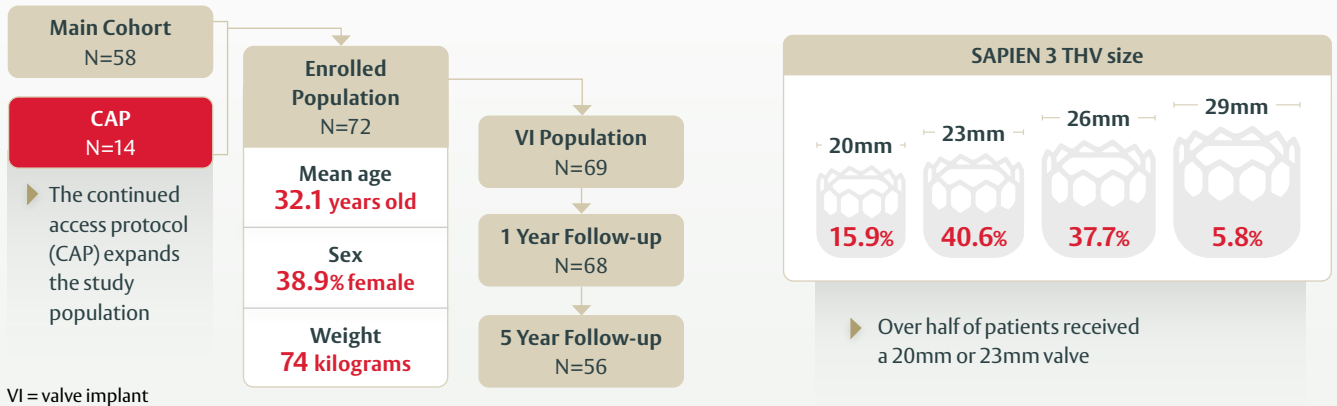 Main Cohort
N=58
CAP
N=14
The continued
access protocol
(CAP) expands
the study
population
VI = valve implant
Enrolled
Population
N=72
Mean age
32.1 years old
Sex
38.9% female
Weight
74 kilograms
VI Population
N=69
1 Year Follow-up
N=68
5 Year Follow-up
N=56
SAPIEN 3 THV size
20mm
23mm
26mm
29mm
15.9%
40.6%
37.7%
5.8%
Over half of patients received
a 20mm or 23mm valve